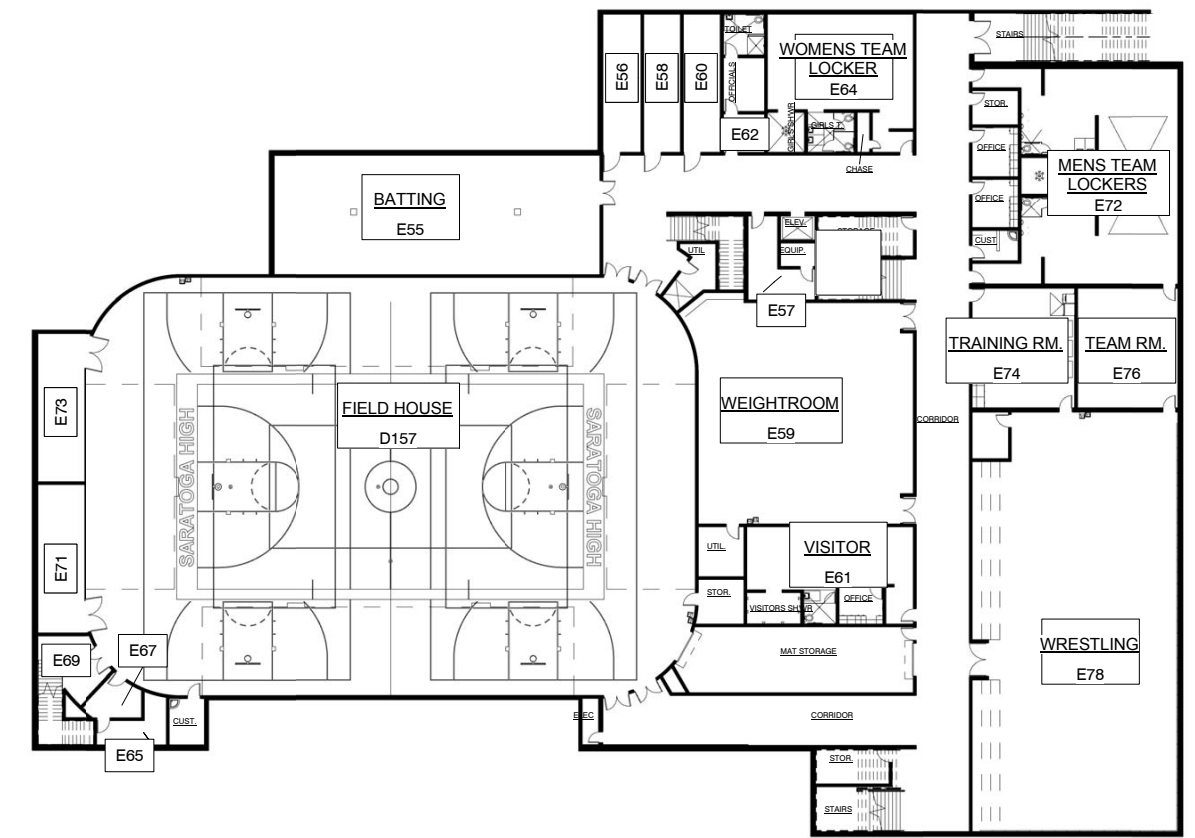 TOILET
STAIRS
WOMENS TEAM
LOCKER
E64
E56
E58
E60
OFFICIALS
E62
GIRLS SHWR
GIRLS T.
CHASE
STOR.
OFFICE
OFFICE
CUST
MENS TEAM
LOCKERS
E72
BATTING
E55
ELEV.
UTIL
EQUIP.
E57
TRAINING RM.
E74
TEAM RM.
E76
FIELD HOUSE
D157
SARATOGA HIGH
SARATOGA HIGH
WEIGHTROOM
E59
CORRIDOR
E73
E71
UTIL.
VISITOR
E61
STOR.
VISITORS SHWR
OFFICE
MAT STORAGE
WRESTLING
E78
E69
E67
E65
CUST.
ELEC
CORRIDOR
STOR.
STAIRS